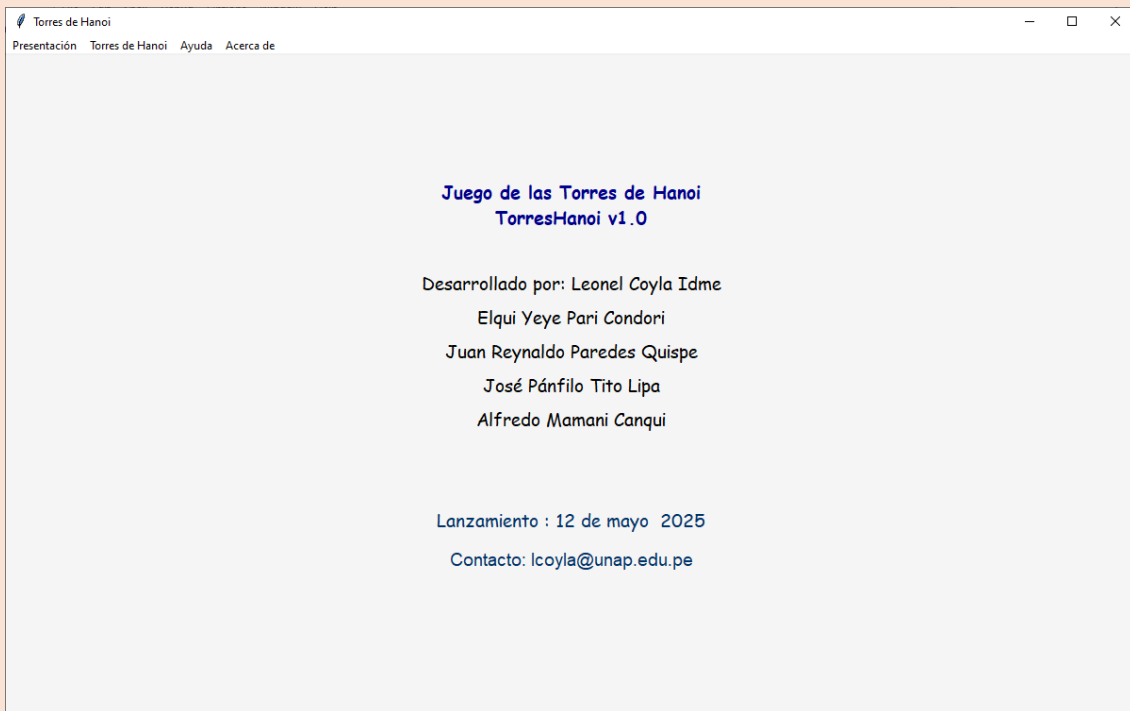 Torres de Hanoi
Presentación Torres de Hanoi Ayuda Acerca de
Juego de las Torres de Hanoi
TorresHanoi v1.0
Desarrollado por: Leonel Coyla Idme
Elqui Yeye Pari Condori
Juan Reynaldo Paredes Quispe
José Pánfilo Tito Lipa
Alfredo Mamani Canqui
Lanzamiento : 12 de mayo  2025
Contacto: lcoyla@unap.edu.pe